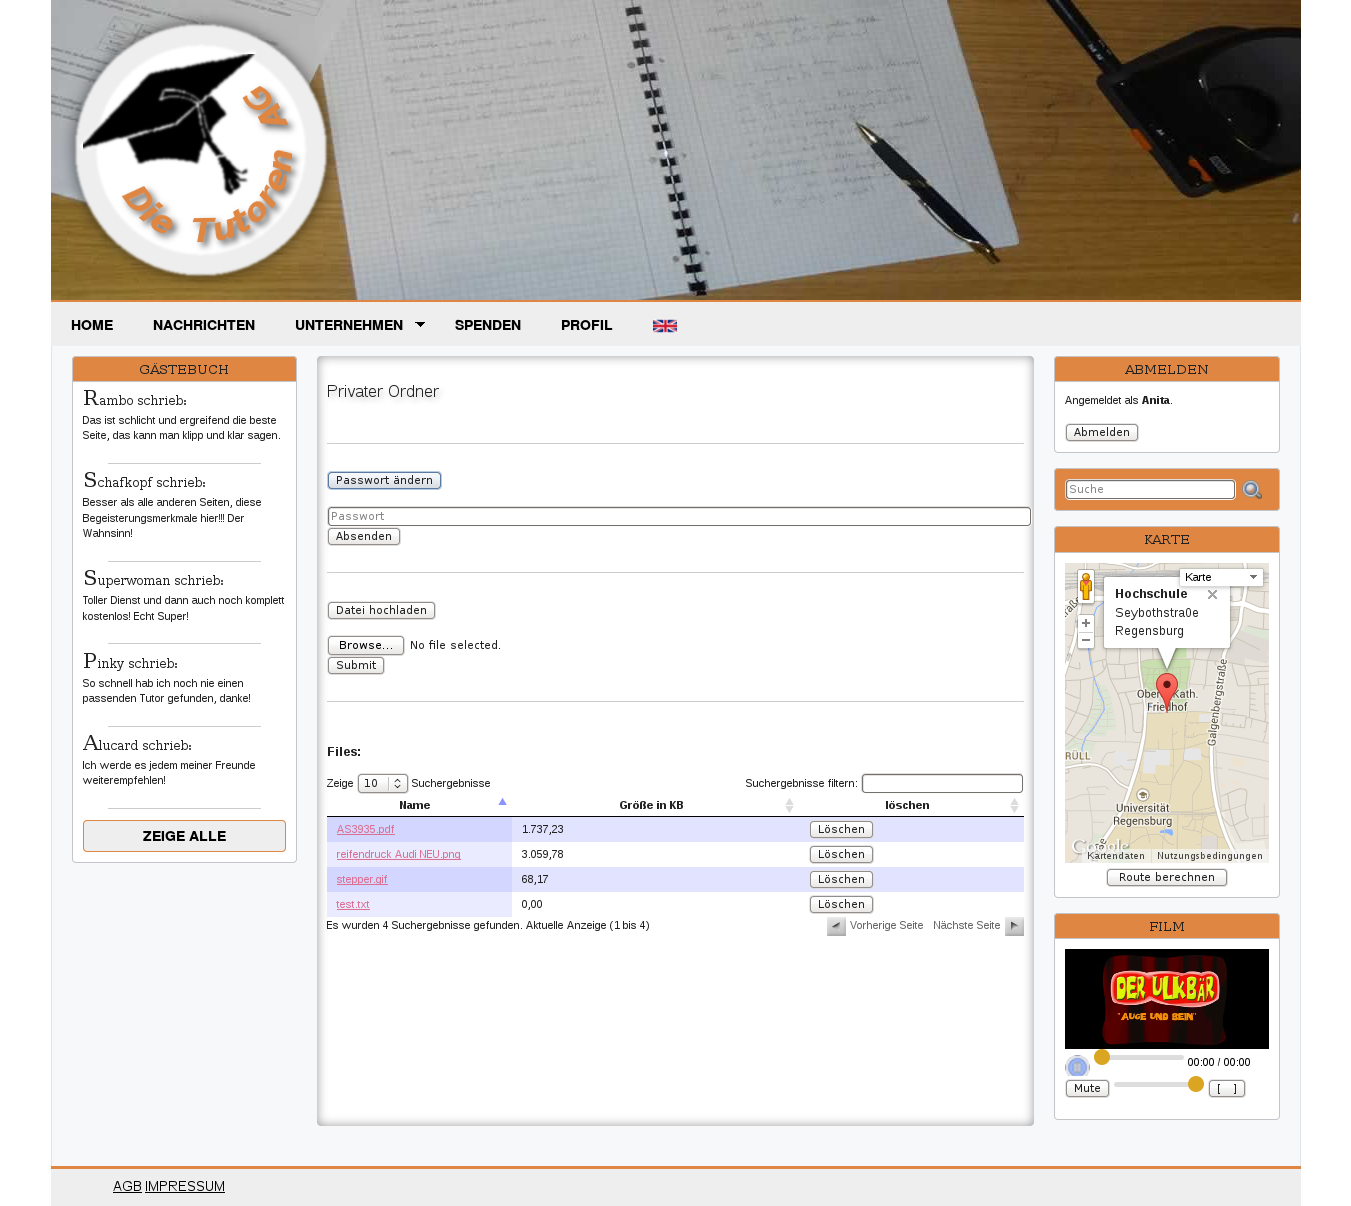 Die Tutoren AG
HOME NACHRICHTEN UNTERNEHMEN SPENDEN PROFIL
GÄSTEBUCH
Rambo schrieb:
Das ist schlicht und ergreifend die beste
Seite, das kann man klipp und klar sagen.
Schafkopf schrieb:
Besser als alle anderen Seiten, diese
Begeisterungsmerkmale hier!!! Der
Wahnsinn!
Superwoman schrieb:
Toller Dienst und dann auch noch komplett
kostenlos! Echt Super!
Pinky schrieb:
So schnell hab ich noch nie einen
passenden Tutor gefunden, danke!
Alucard schrieb:
Ich werde es jedem meiner Freunde
weiterempfehlen!
ZEIGE ALLE
Privater Ordner
Passwort ändern
Passwort
Absenden
Datei hochladen
Browse... No file selected.
Submit
Files:
Zeige 10 Suchergebnisse Suchergebnisse filtern:
Name Größe in KB löschen
AS3935.pdf 1.737,23 Löschen
reifendruck Audi NEU.png 3.059,78 Löschen
stepper.gif 68,17 Löschen
test.txt 0,00 Löschen
Es wurden 4 Suchergebnisse gefunden. Aktuelle Anzeige (1 bis 4) Vorherige Seite Nächste Seite
ABMELDEN
Angemeldet als Anita.
Abmelden
Suche
KARTE
Karte
Hochschule
Seybothstraße
Regensburg
+
−
Galgenbergstraße
RÜLL
Universität
Regensburg
Google
Kartendaten Nutzungsbedingungen
Route berechnen
FILM
DER ULKBÄR
"AUGE UND BEIN"
00:00 / 00:00
Mute [ ]
AGB IMPRESSUM